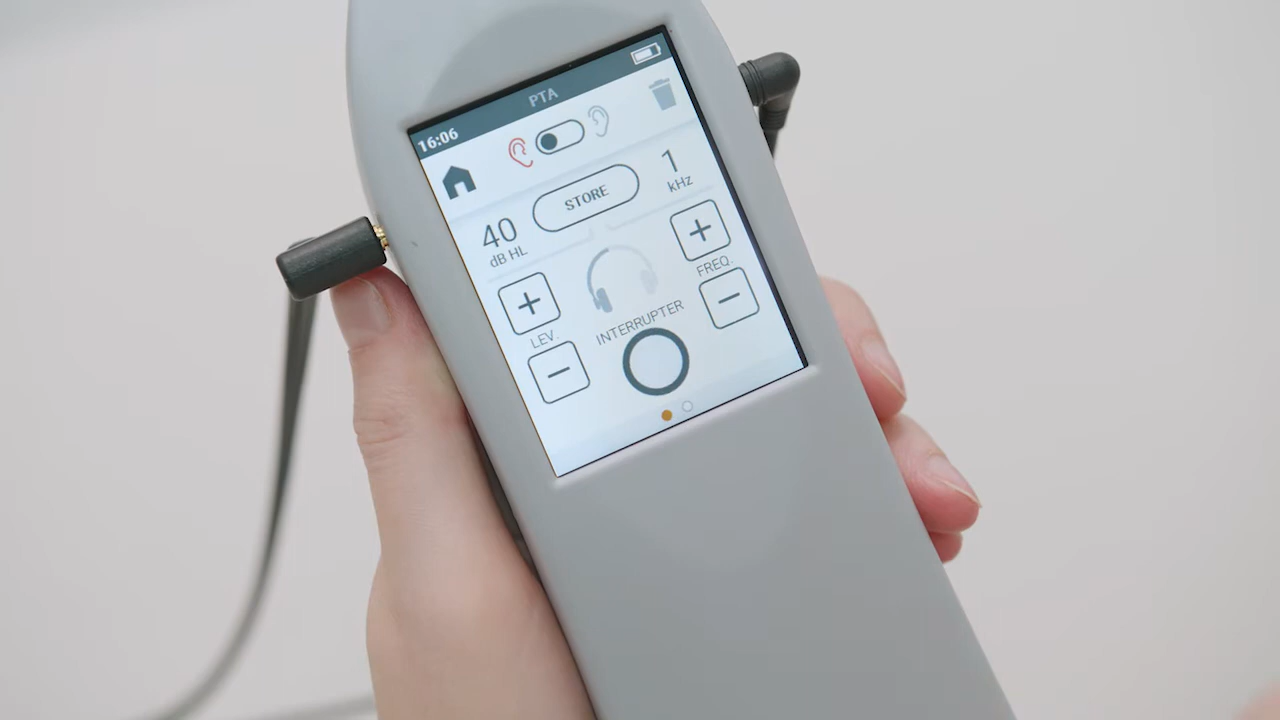 16:06
PTA
STORE
1
kHz
40
dB HL
+
FREQ.
-
+
LEV.
-
INTERRUPTER